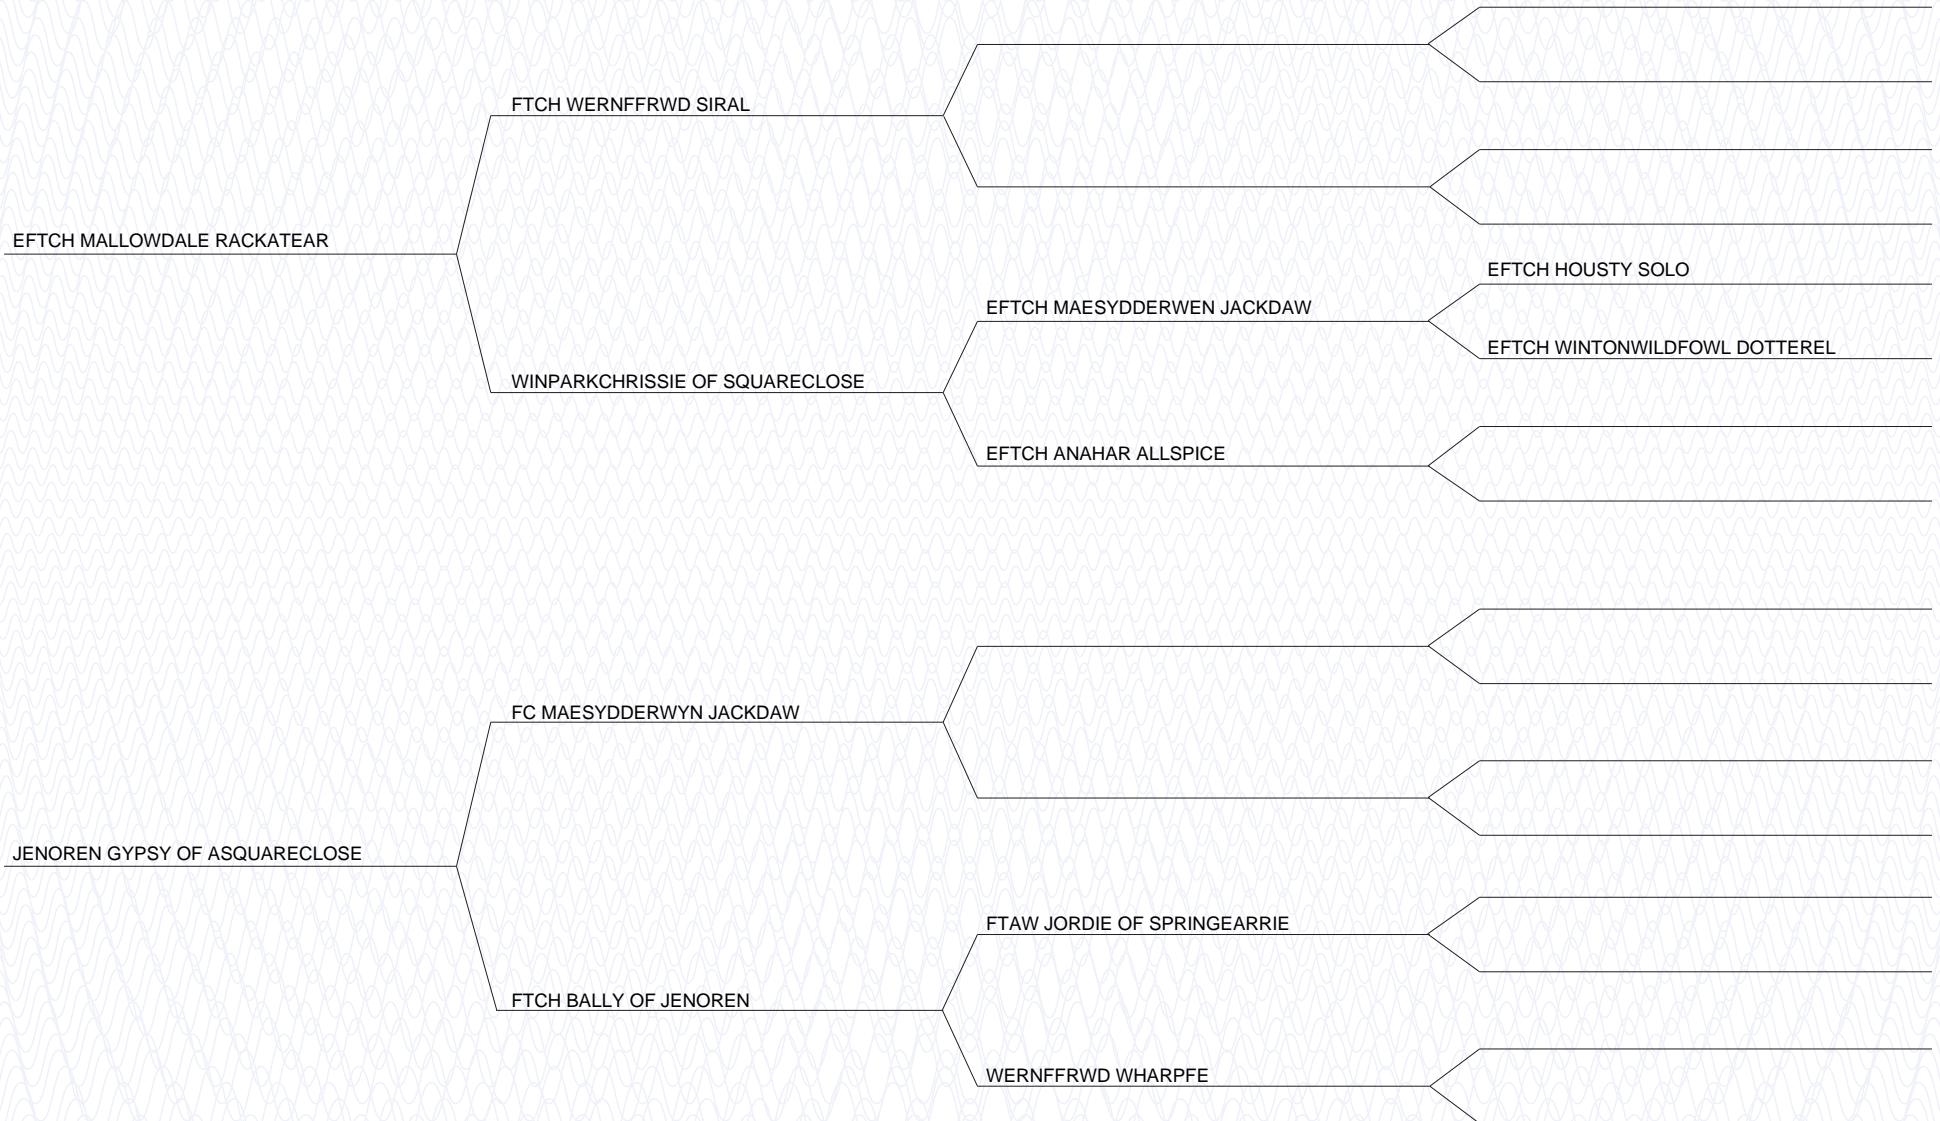 FTCH WERNFFRWD SIRAL
EFTCH MALLOWDALE RACKATEAR
EFTCH HOUSTY SOLO
EFTCH MAESYDDERWEN JACKDAW
EFTCH WINTONWILDFOWL DOTTEREL
WINPARKCHRISSIE OF SQUARECLOSE
EFTCH ANAHAR ALLSPICE
FC MAESYDDERWYN JACKDAW
JENOREN GYPSY OF ASQUARECLOSE
FTAW JORDIE OF SPRINGEARRIE
FTCH BALLY OF JENOREN
WERNFFRWD WHARPFE